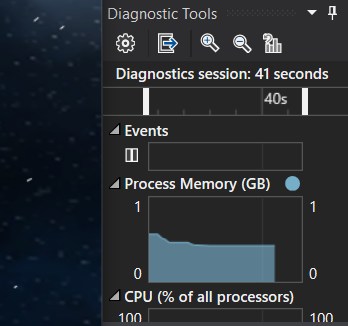 Diagnostic Tools
Diagnostics session: 41 seconds
40s
Events
Process Memory (GB)
1 1
0 0
CPU (% of all processors)
100 100